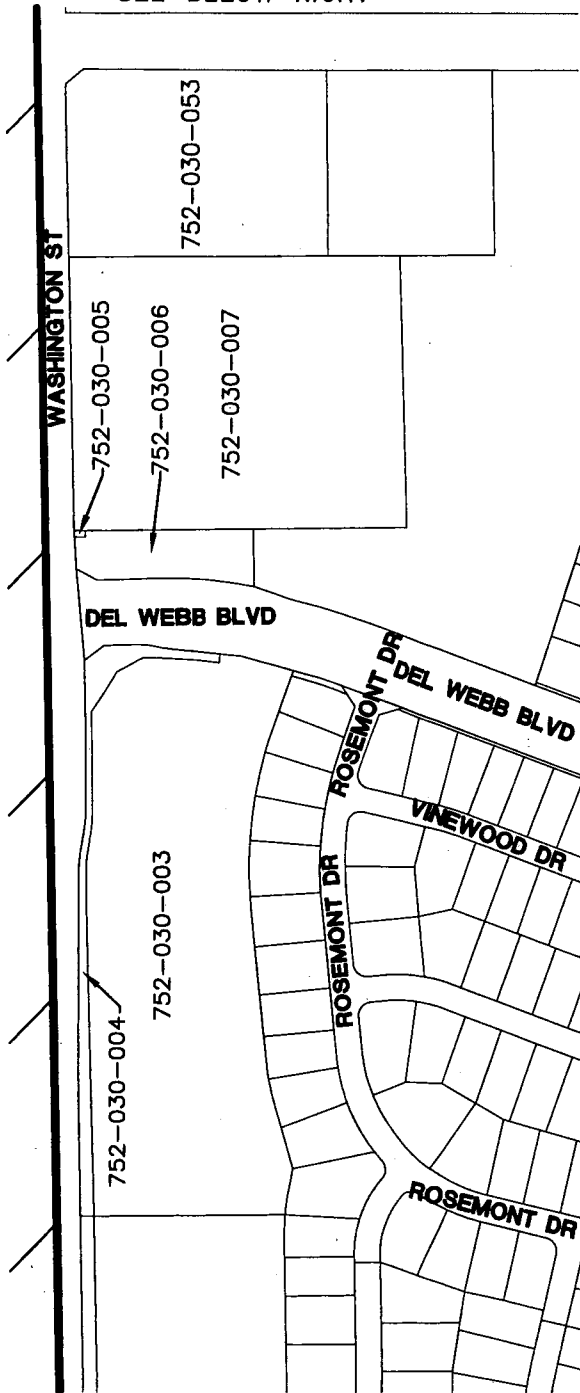 752-030-053
WASHINGTON ST
752-030-005
752-030-006
752-030-007
DEL WEBB BLVD
ROSEMONT DR
DEL WEBB BLVD
VINEWOOD DR
ROSEMONT DR
752-030-003
752-030-004
ROSEMONT DR